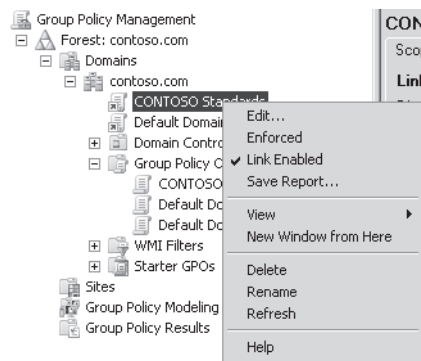 Group Policy Management
Forest: contoso.com
Domains
contoso.com
CONTOSO Standards
Default Domain
Domain Contro
Group Policy O
CONTOSO
Default Do
Default Do
WMI Filters
Starter GPOs
Sites
Group Policy Modeling
Group Policy Results
Edit...
Enforced
Link Enabled
Save Report...
View
New Window from Here
Delete
Rename
Refresh
Help
CON
Sco
Link